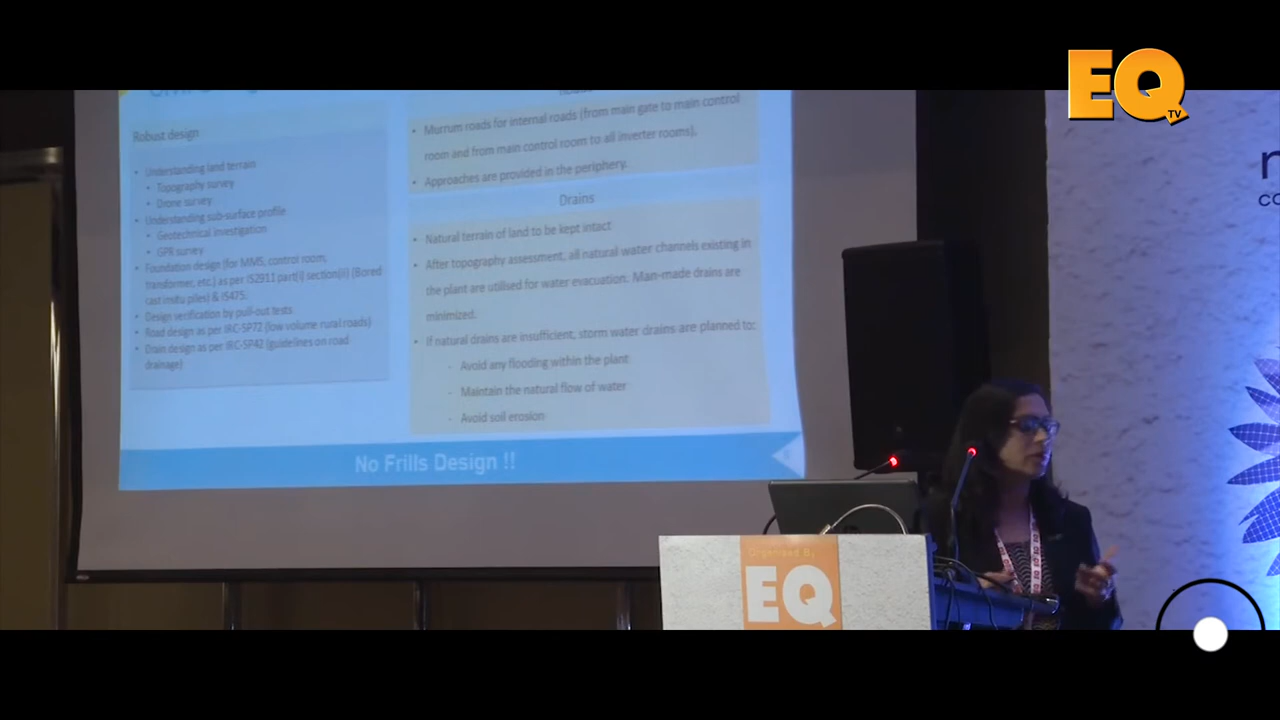 EQ
TV
Robust design
• Understanding land terrain
• Topography survey
• Drone survey
• Understanding sub-surface profile
• Geotechnical investigation
• GPR survey
• Foundation design (for MMS, control room,
transformer, etc.) as per IS2911 part(i) section(ii) (Bored
cast insitu piles) & IS475.
• Design verification by pull-out tests
• Road design as per IRC-SP72 (low volume rural roads)
• Drain design as per IRC-SP42 (guidelines on road
drainage)
• Murrum roads for internal roads (from main gate to main control
room and from main control room to all inverter rooms).
• Approaches are provided in the periphery.
Drains
• Natural terrain of land to be kept intact
• After topography assessment, all natural water channels existing in
the plant are utilised for water evacuation. Man-made drains are
minimized.
• If natural drains are insufficient, storm water drains are planned to:
- Avoid any flooding within the plant
- Maintain the natural flow of water
- Avoid soil erosion
No Frills Design !!
Organised By
EQ